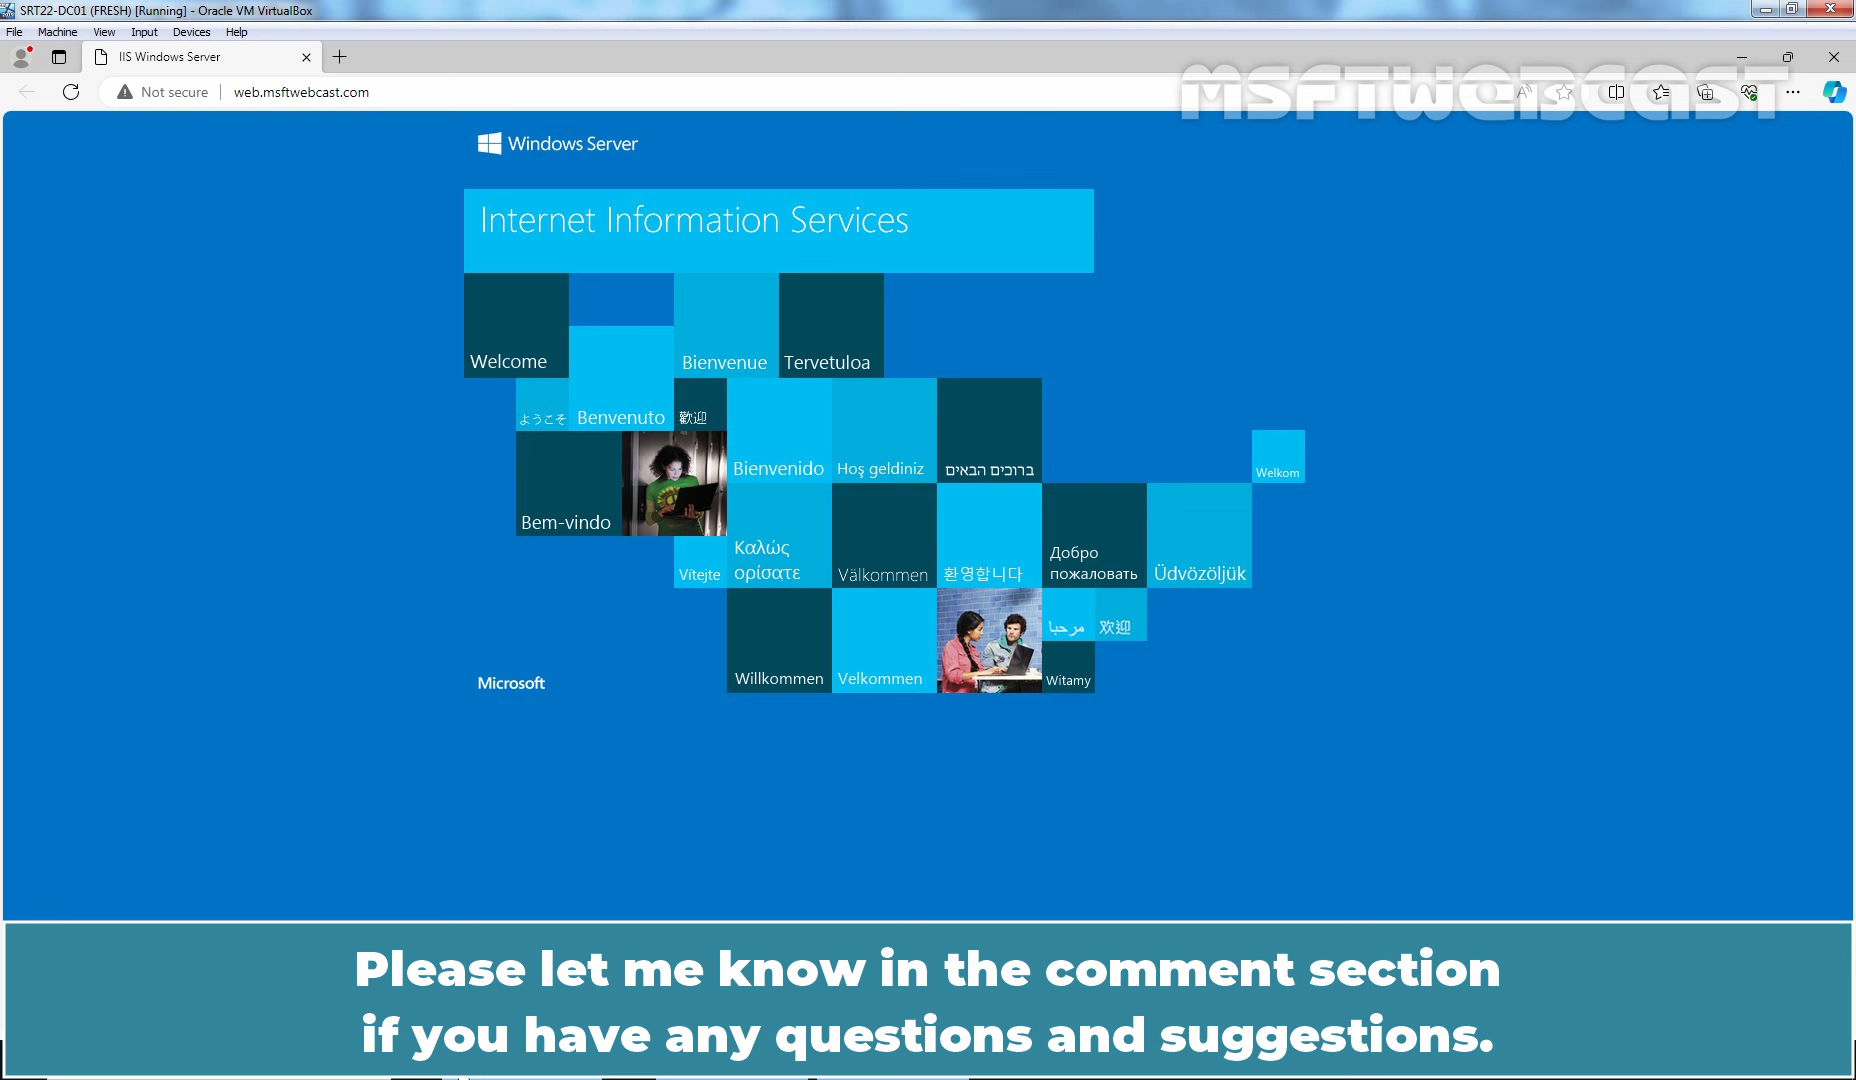 SRT22-DC01 (FRESH) [Running] - Oracle VM VirtualBox
File Machine View Input Devices Help
IIS Windows Server
Not secure web.msftwebcast.com
MSFTWEBCAST
Windows Server
Internet Information Services
Welcome
Bienvenue
Tervetuloa
ようこそ
Benvenuto
歡迎
Bienvenido
Hoş geldiniz
ברוכים הבאים
Welkom
Bem-vindo
Vítejte
Καλώς
ορίσατε
Välkommen
환영합니다
Добро
пожаловать
Üdvözöljük
مرحبا
欢迎
Microsoft
Willkommen
Velkommen
Witamy
Please let me know in the comment section
if you have any questions and suggestions.